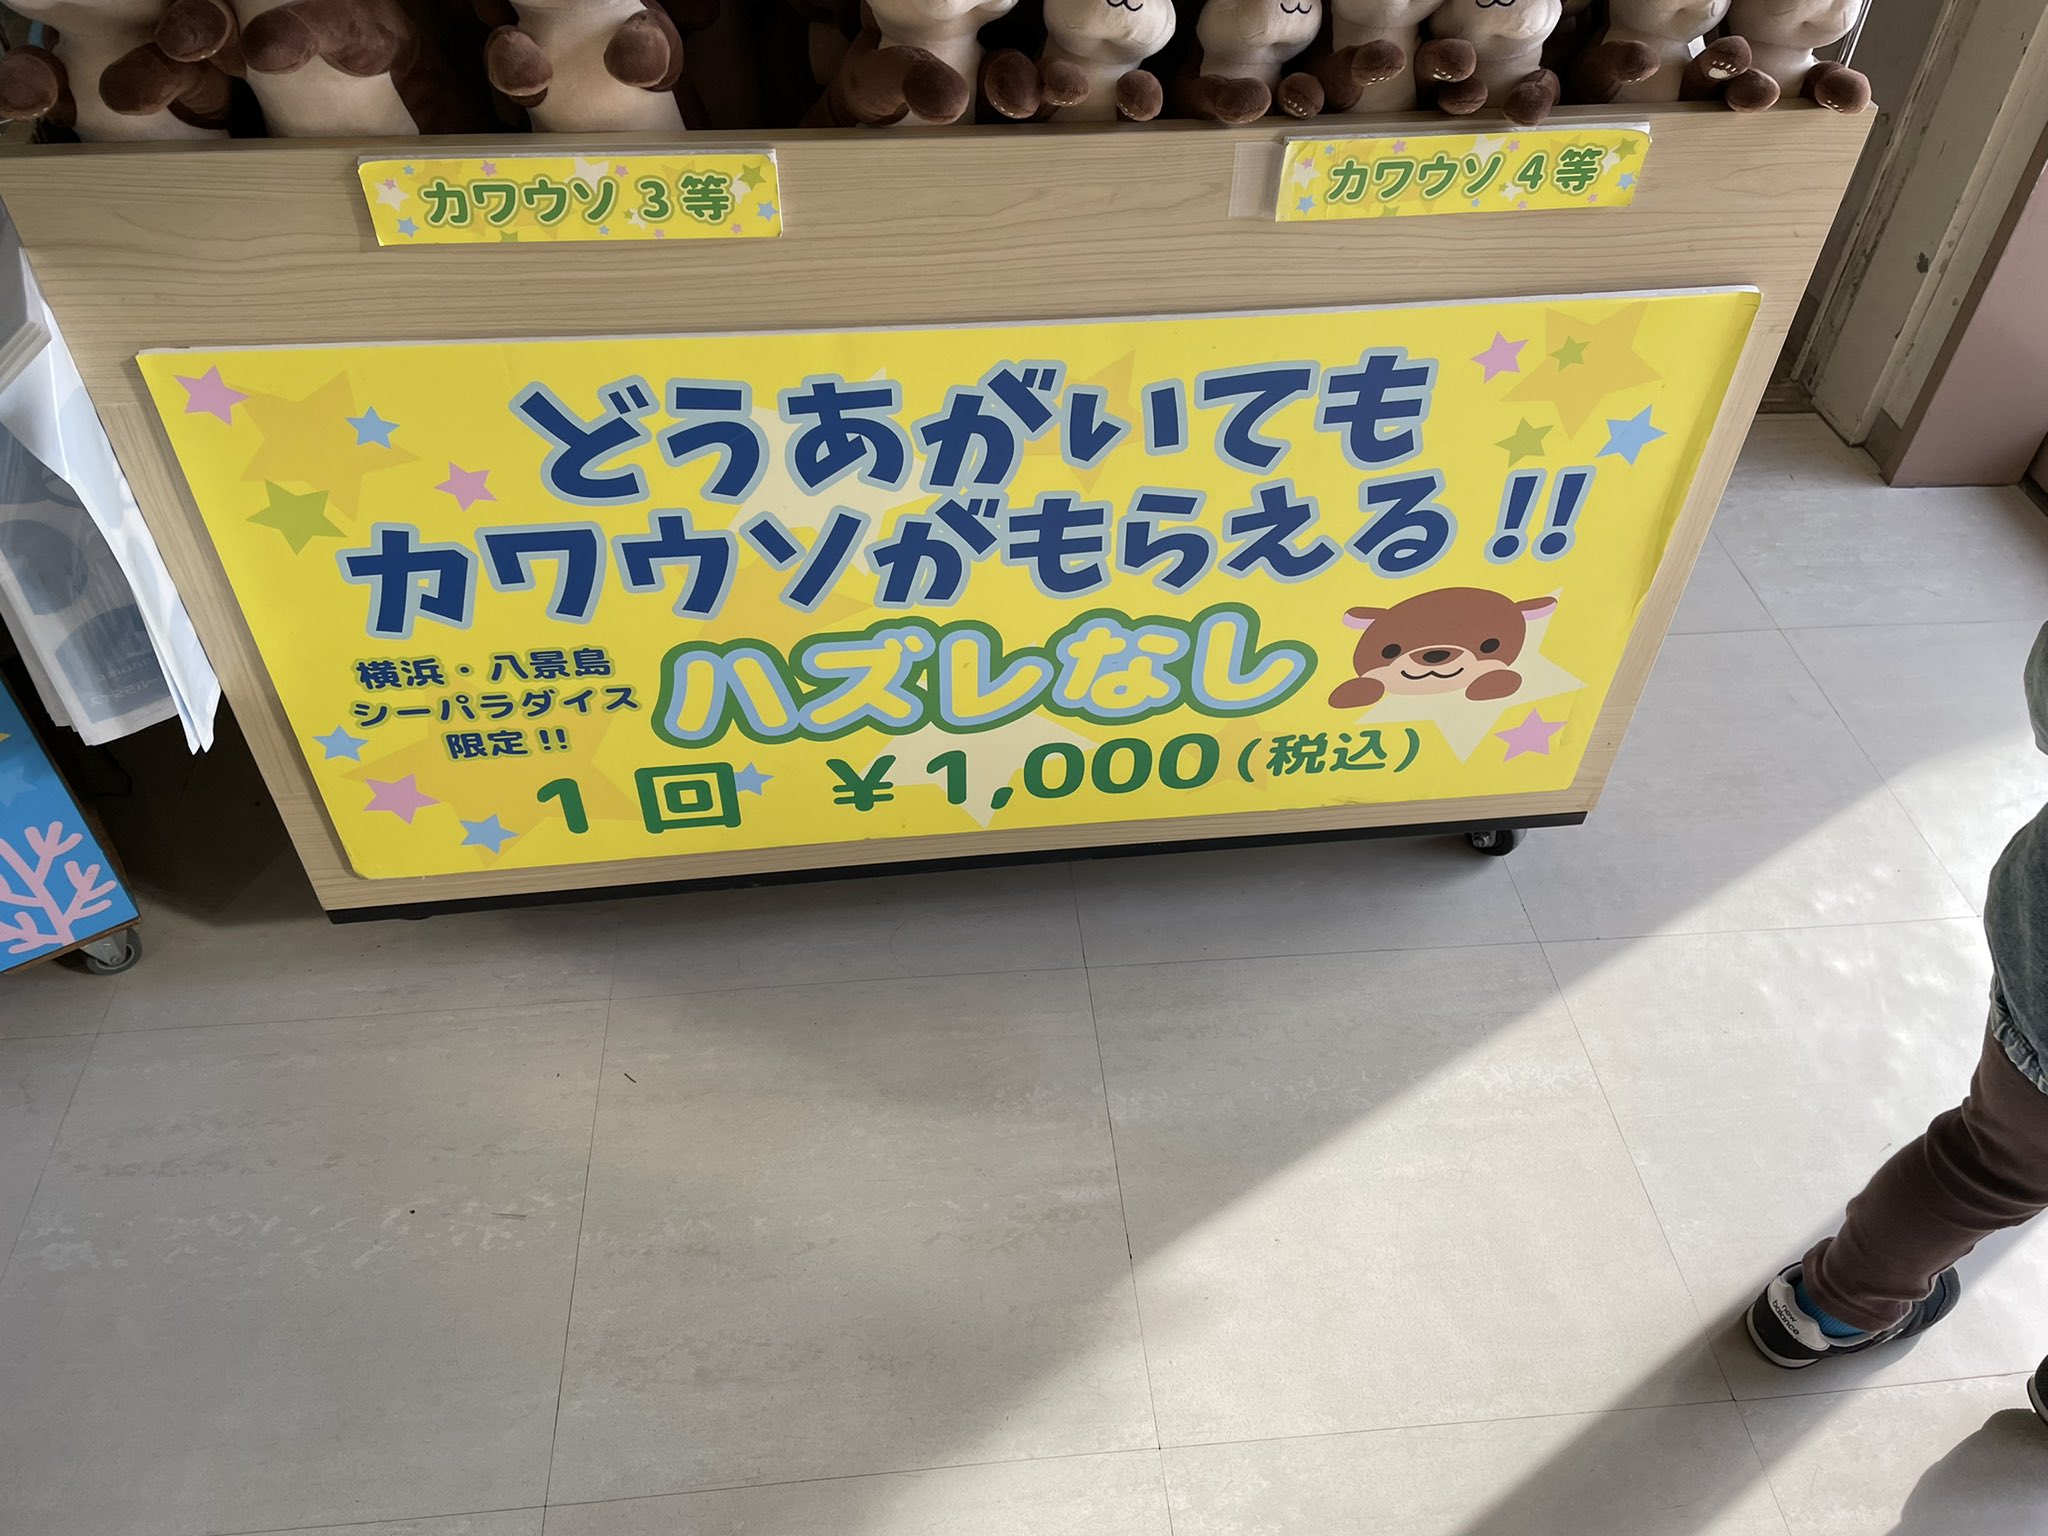 カワウソ 3等
カワウソ 4等
どうあがいても
カワウソがもらえる!!
横浜・八景島
シーパラダイス
限定!!
ハズレなし
1回 ¥1,000(税込)
new
balance